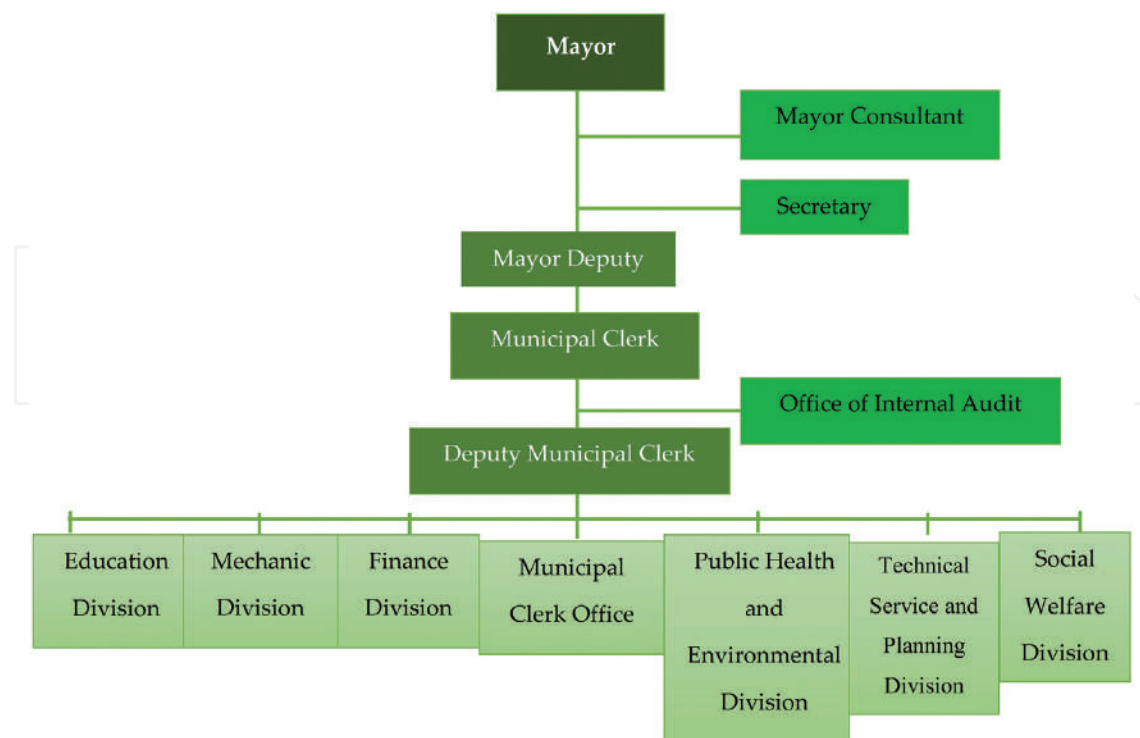 Mayor
Mayor Consultant
Secretary
Mayor Deputy
Municipal Clerk
Office of Internal Audit
Deputy Municipal Clerk
Education
Division
Mechanic
Division
Finance
Division
Municipal
Clerk Office
Public Health
and
Environmental
Division
Technical
Service and
Planning
Division
Social
Welfare
Division